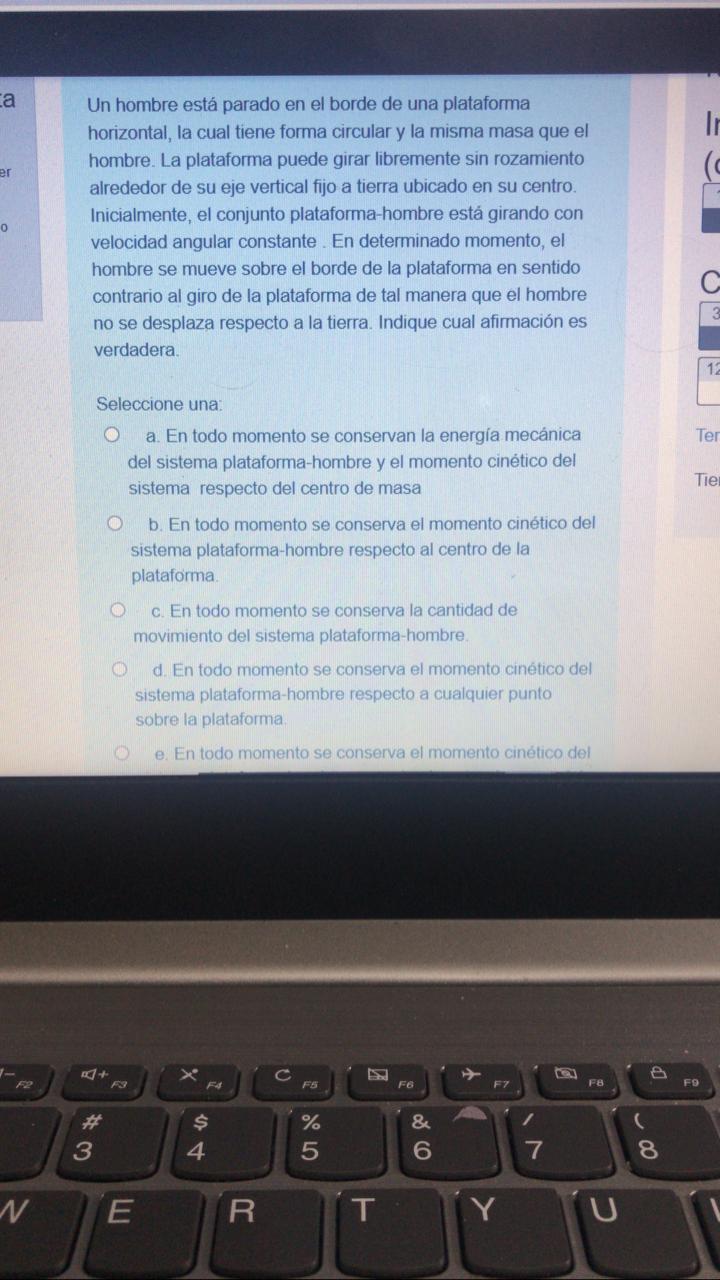 ta
er
o
Un hombre está parado en el borde de una plataforma
horizontal, la cual tiene forma circular y la misma masa que el
hombre. La plataforma puede girar libremente sin rozamiento
alrededor de su eje vertical fijo a tierra ubicado en su centro.
Inicialmente, el conjunto plataforma-hombre está girando con
velocidad angular constante . En determinado momento, el
hombre se mueve sobre el borde de la plataforma en sentido
contrario al giro de la plataforma de tal manera que el hombre
no se desplaza respecto a la tierra. Indique cual afirmación es
verdadera.
Seleccione una:
a. En todo momento se conservan la energía mecánica
del sistema plataforma-hombre y el momento cinético del
sistema respecto del centro de masa
b. En todo momento se conserva el momento cinético del
sistema plataforma-hombre respecto al centro de la
plataforma.
c. En todo momento se conserva la cantidad de
movimiento del sistema plataforma-hombre.
d. En todo momento se conserva el momento cinético del
sistema plataforma-hombre respecto a cualquier punto
sobre la plataforma.
e. En todo momento se conserva el momento cinético del
C
3
12
Ter
Tie
F2 F3 F4 F5 F6 F7 F8 F9
# $ % & / (
3 4 5 6 7 8
W E R T Y U